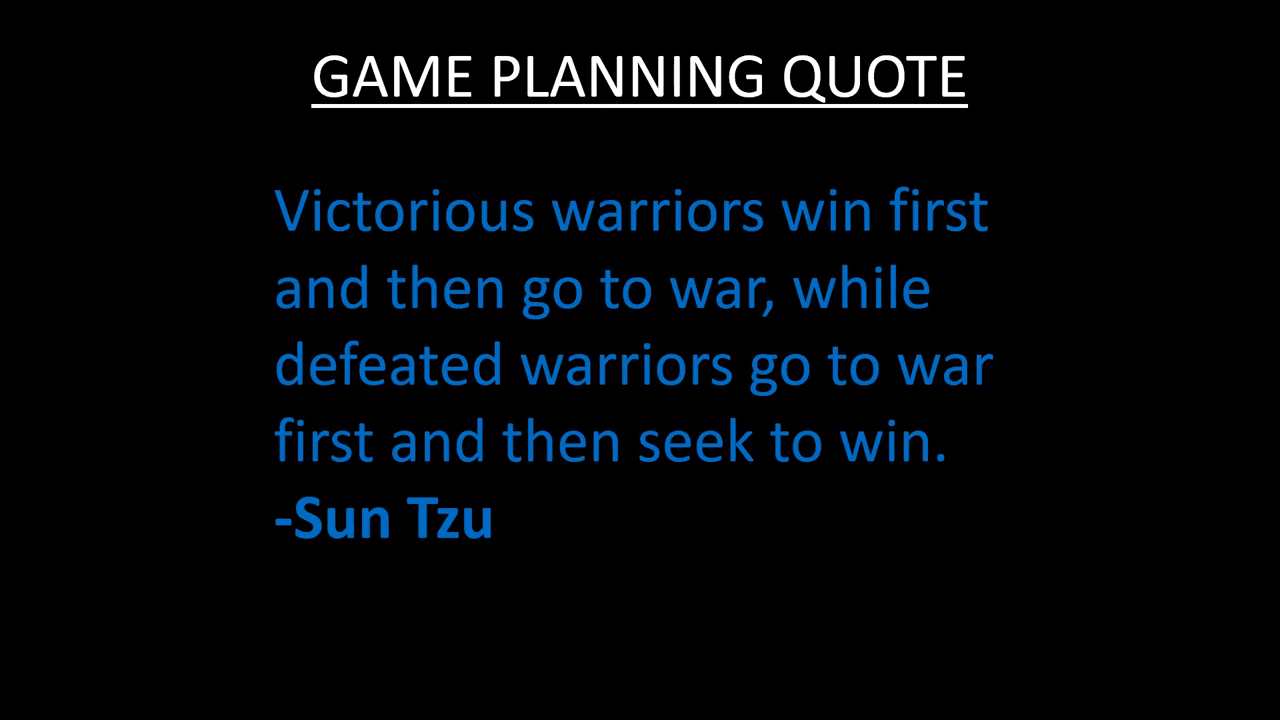 GAME PLANNING QUOTE
Victorious warriors win first
and then go to war, while
defeated warriors go to war
first and then seek to win.
-Sun Tzu